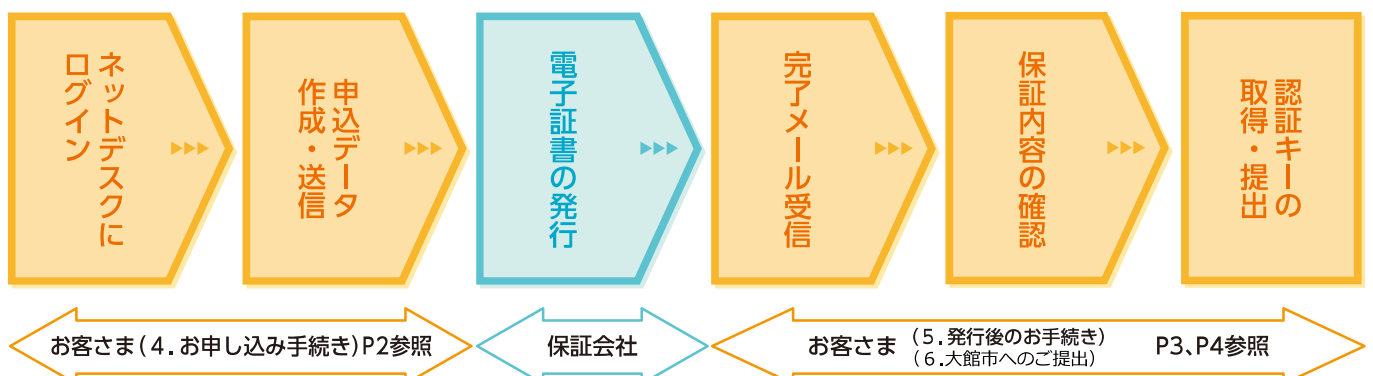 ネットデスクに
ログイン
申込データ
作成・送信
電子証書の発行
完了メール受信
保証内容の確認
認証キーの
取得・提出
お客さま(4.お申し込み手続き)P2参照
保証会社
お客さま
(5.発行後のお手続き)
(6.大館市へのご提出)
P3、P4参照